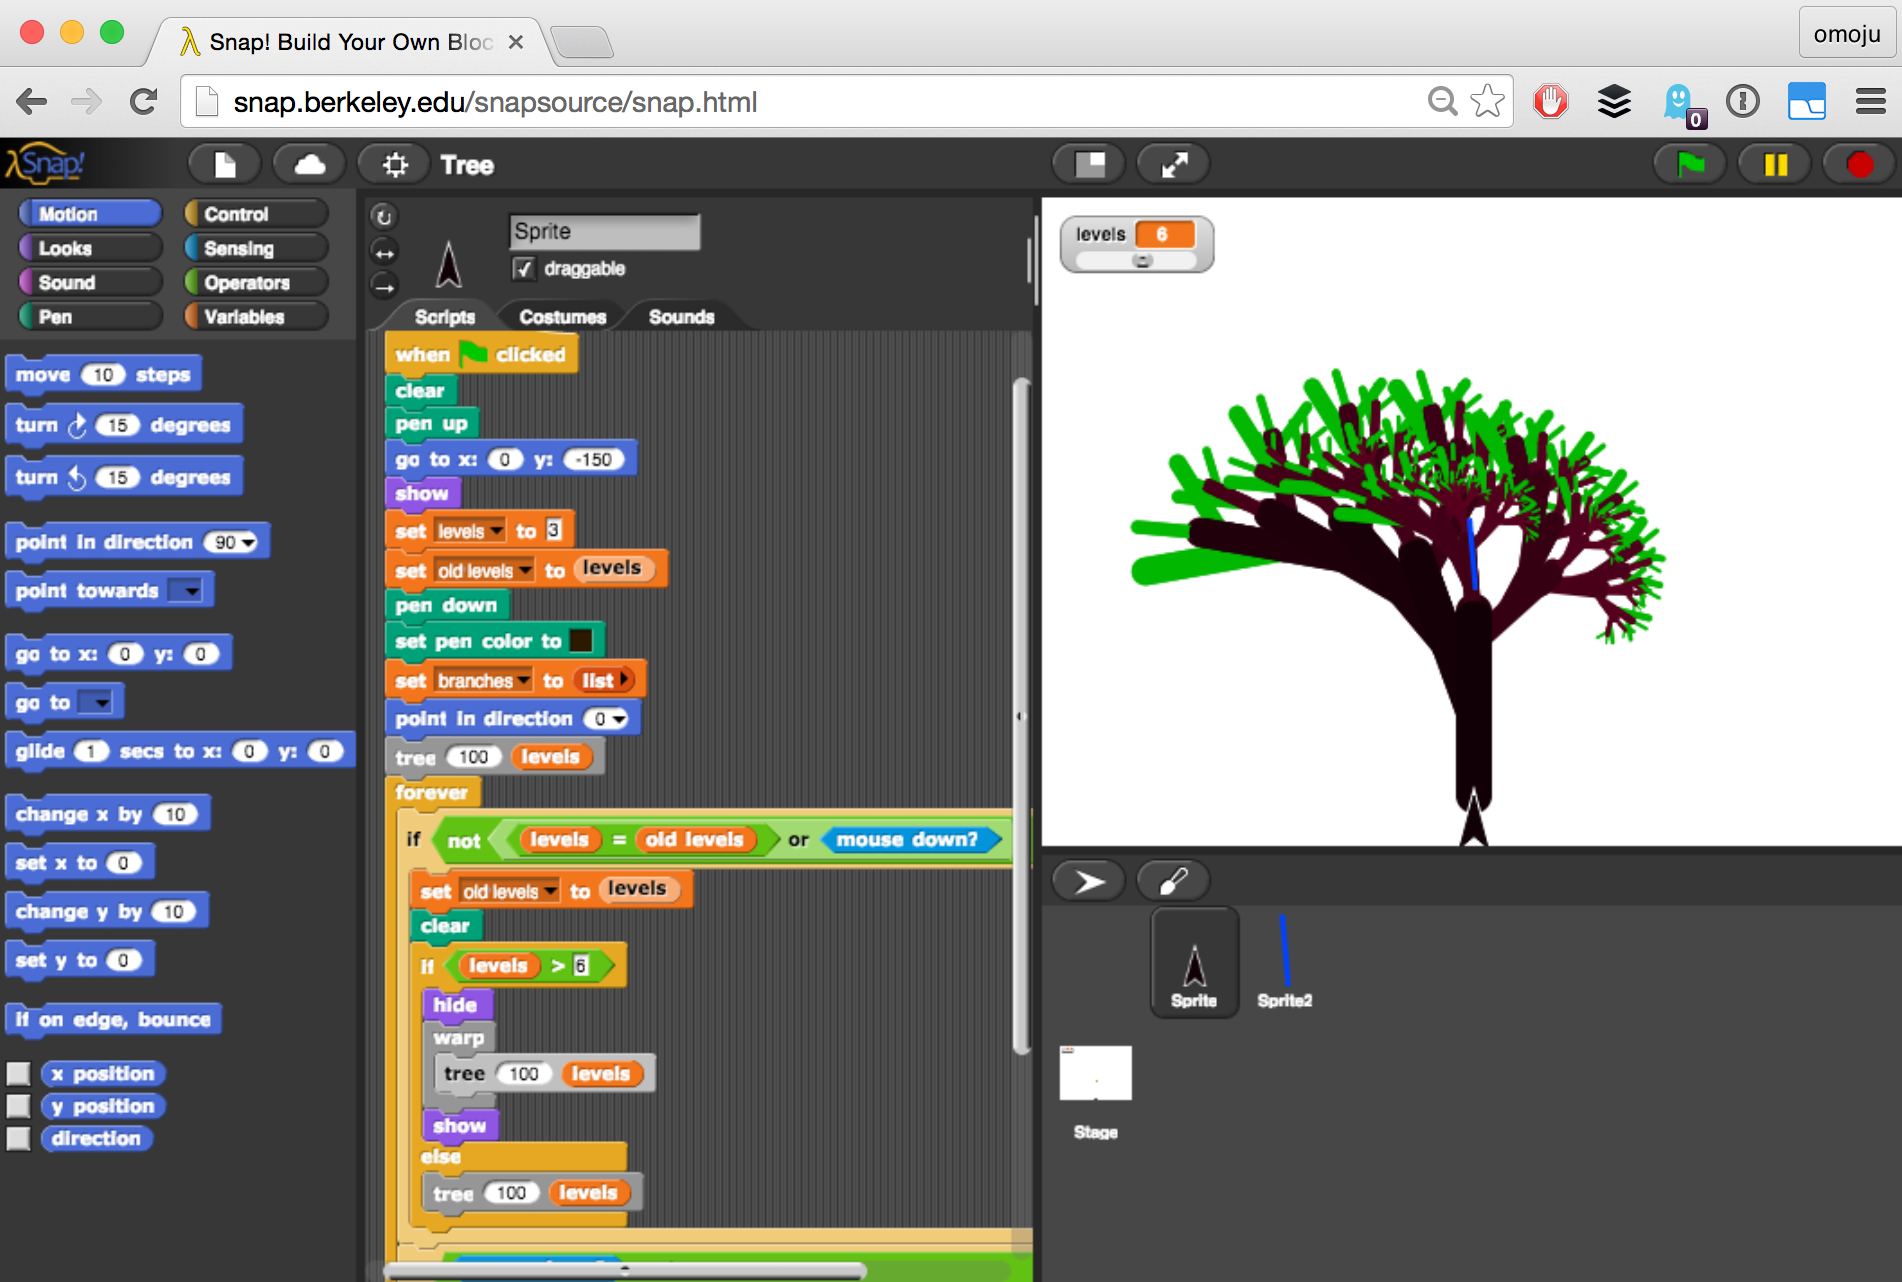 Snap! Build Your Own Bloc
omoju
snap.berkeley.edu/snapsource/snap.html
0
λSnap!
Tree
Motion
Control
Looks
Sensing
Sound
Operators
Pen
Variables
move 10 steps
turn 15 degrees
turn 15 degrees
point in direction 90
point towards
go to x: 0 y: 0
go to
glide 1 secs to x: 0 y: 0
change x by 10
set x to 0
change y by 10
set y to 0
if on edge, bounce
x position
y position
direction
Sprite
draggable
Scripts
Costumes
Sounds
when clicked
clear
pen up
go to x: 0 y: -150
show
set levels to 3
set old levels to levels
pen down
set pen color to
set branches to list
point in direction 0
tree 100 levels
forever
if not levels = old levels or mouse down?
set old levels to levels
clear
if levels > 6
hide
warp
tree 100 levels
show
else
tree 100 levels
levels 6
Sprite
Sprite2
Stage